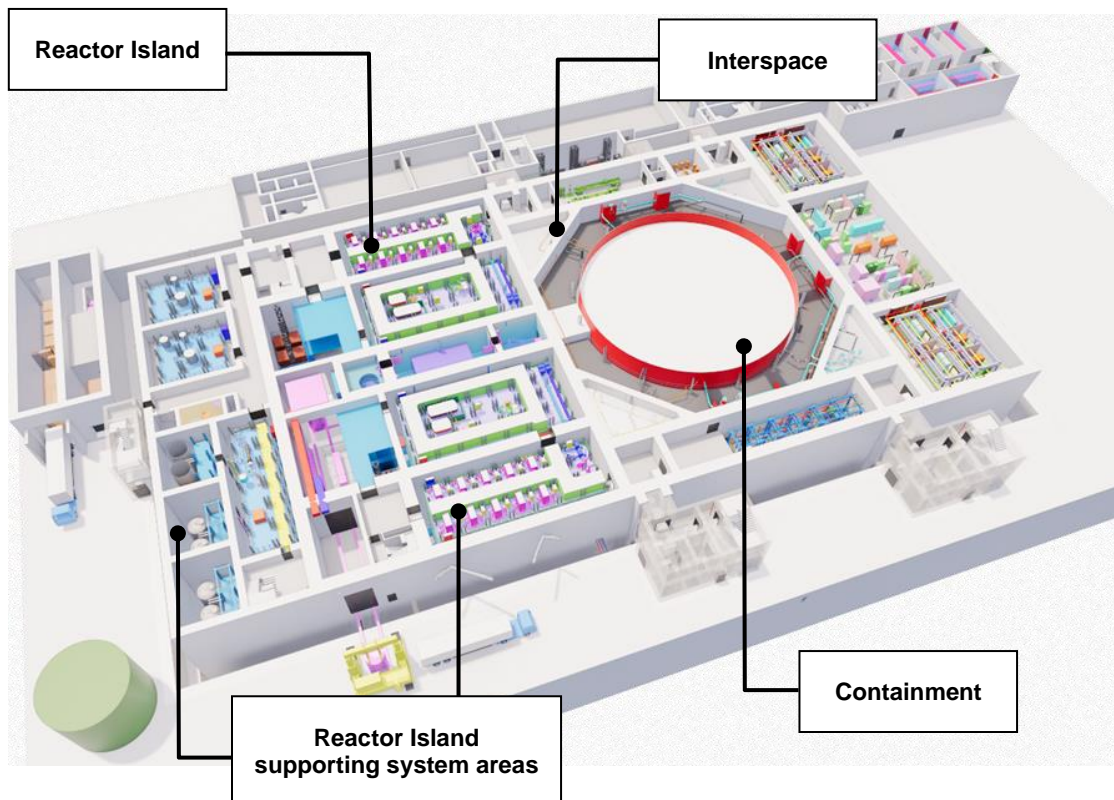 Reactor Island
Interspace
Containment
Reactor Island
supporting system areas